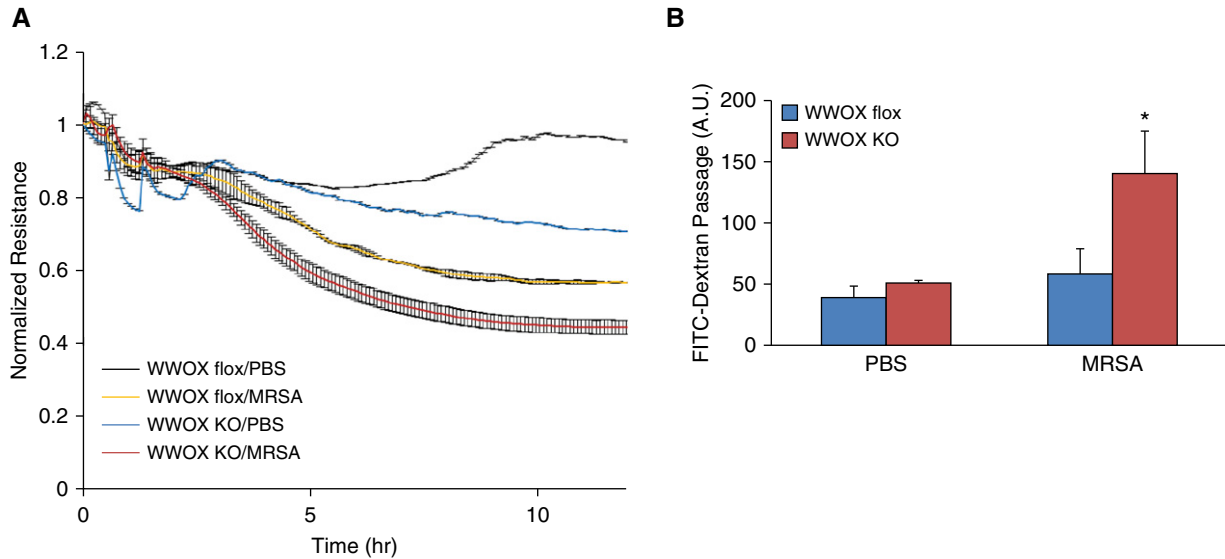 A
Normalized Resistance
1.2
1
0.8
0.6
0.4
0.2
0
WWOX flox/PBS
WWOX flox/MRSA
WWOX KO/PBS
WWOX KO/MRSA
0
5
10
Time (hr)
B
FITC-Dextran Passage (A.U.)
200
150
100
50
0
WWOX flox
WWOX KO
*
PBS
MRSA